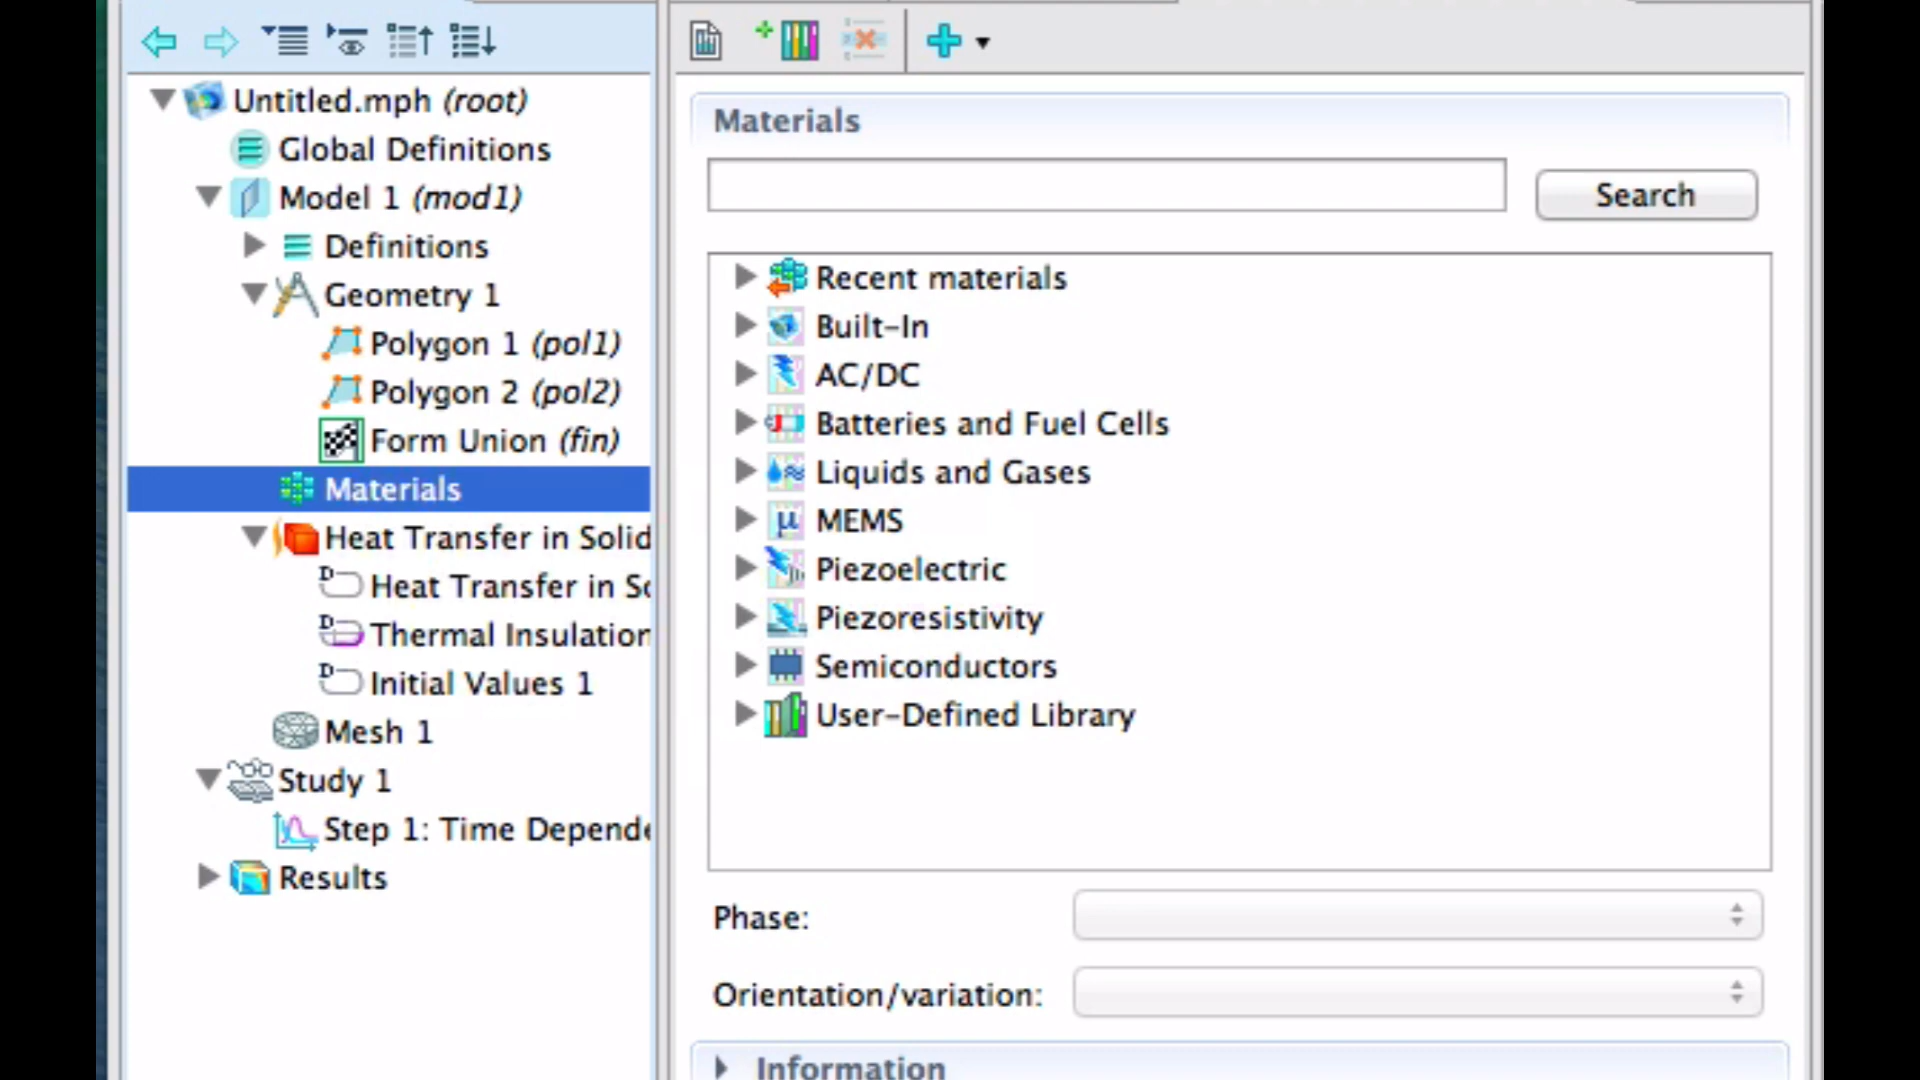 Untitled.mph (root)
Global Definitions
Model 1 (mod1)
Definitions
Geometry 1
Polygon 1 (pol1)
Polygon 2 (pol2)
Form Union (fin)
Materials
Heat Transfer in Solid
Heat Transfer in So
Thermal Insulation
Initial Values 1
Mesh 1
Study 1
Step 1: Time Depende
Results
Materials
Search
Recent materials
Built-In
AC/DC
Batteries and Fuel Cells
Liquids and Gases
MEMS
Piezoelectric
Piezoresistivity
Semiconductors
User-Defined Library
Phase:
Orientation/variation:
Information